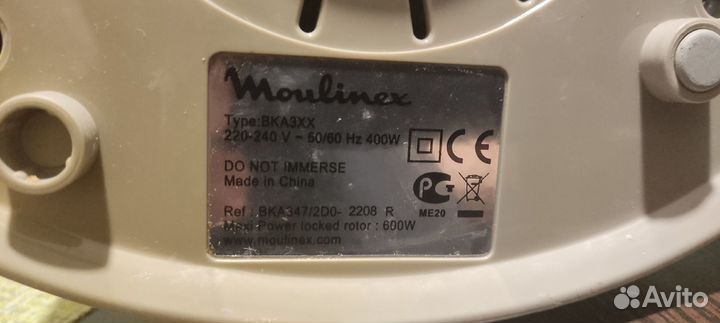 Moulinex
Type:BKA3XX
220-240 V ~ 50/60 Hz 400W
DO NOT IMMERSE
Made in China
CE
PG
ME20
Ref : BKA347/2D0- 2208 R
Maxi Power locked rotor : 600W
www.moulinex.com
Avito